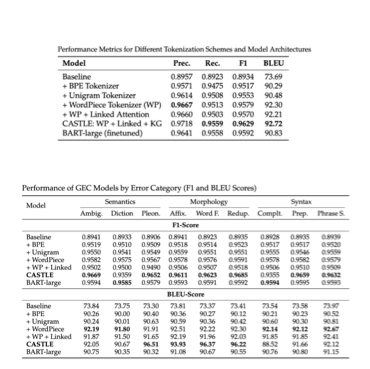 Performance Metrics for Different Tokenization Schemes and Model Architectures
Model Prec. Rec. F1 BLEU
Baseline 0.8957 0.8923 0.8934 73.69
+ BPE Tokenizer 0.9571 0.9475 0.9517 90.29
+ Unigram Tokenizer 0.9614 0.9508 0.9553 90.48
+ WordPiece Tokenizer (WP) 0.9667 0.9513 0.9579 92.30
+ WP + Linked Attention 0.9660 0.9503 0.9570 92.21
CASTLE: WP + Linked + KG 0.9718 0.9559 0.9629 92.72
BART-large (finetuned) 0.9641 0.9558 0.9592 90.83
Performance of GEC Models by Error Category (F1 and BLEU Scores)
Model Semantics Morphology Syntax
Ambig. Diction Pleon. Affix. Word F. Redup. Complt. Prep. Phrase S.
F1-Score
Baseline 0.8941 0.8933 0.8906 0.8941 0.8923 0.8935 0.8928 0.8935 0.8939
+ BPE 0.9519 0.9510 0.9509 0.9518 0.9514 0.9523 0.9517 0.9517 0.9520
+ Unigram 0.9550 0.9541 0.9549 0.9559 0.9551 0.9551 0.9555 0.9546 0.9559
+ WordPiece 0.9582 0.9575 0.9567 0.9578 0.9576 0.9591 0.9578 0.9582 0.9579
+ WP + Linked 0.9502 0.9500 0.9490 0.9506 0.9507 0.9518 0.9506 0.9510 0.9509
CASTLE 0.9669 0.9359 0.9652 0.9611 0.9623 0.9685 0.9355 0.9659 0.9632
BART-large 0.9594 0.9585 0.9579 0.9593 0.9591 0.9592 0.9594 0.9595 0.9593
BLEU-Score
Baseline 73.84 73.75 73.30 73.81 73.37 73.41 73.54 73.58 73.97
+ BPE 90.26 90.00 90.40 90.36 90.27 90.12 90.21 90.23 90.52
+ Unigram 90.24 90.01 90.63 90.59 90.36 90.42 90.60 90.30 90.81
+ WordPiece 92.19 91.80 91.91 92.51 92.22 92.30 92.14 92.12 92.67
+ WP + Linked 91.87 91.50 91.65 92.19 91.96 92.03 91.85 91.85 92.41
CASTLE 92.05 90.67 96.51 93.93 96.37 96.22 88.52 91.66 92.12
BART-large 90.75 90.35 90.32 91.08 90.67 90.55 90.76 90.80 91.15